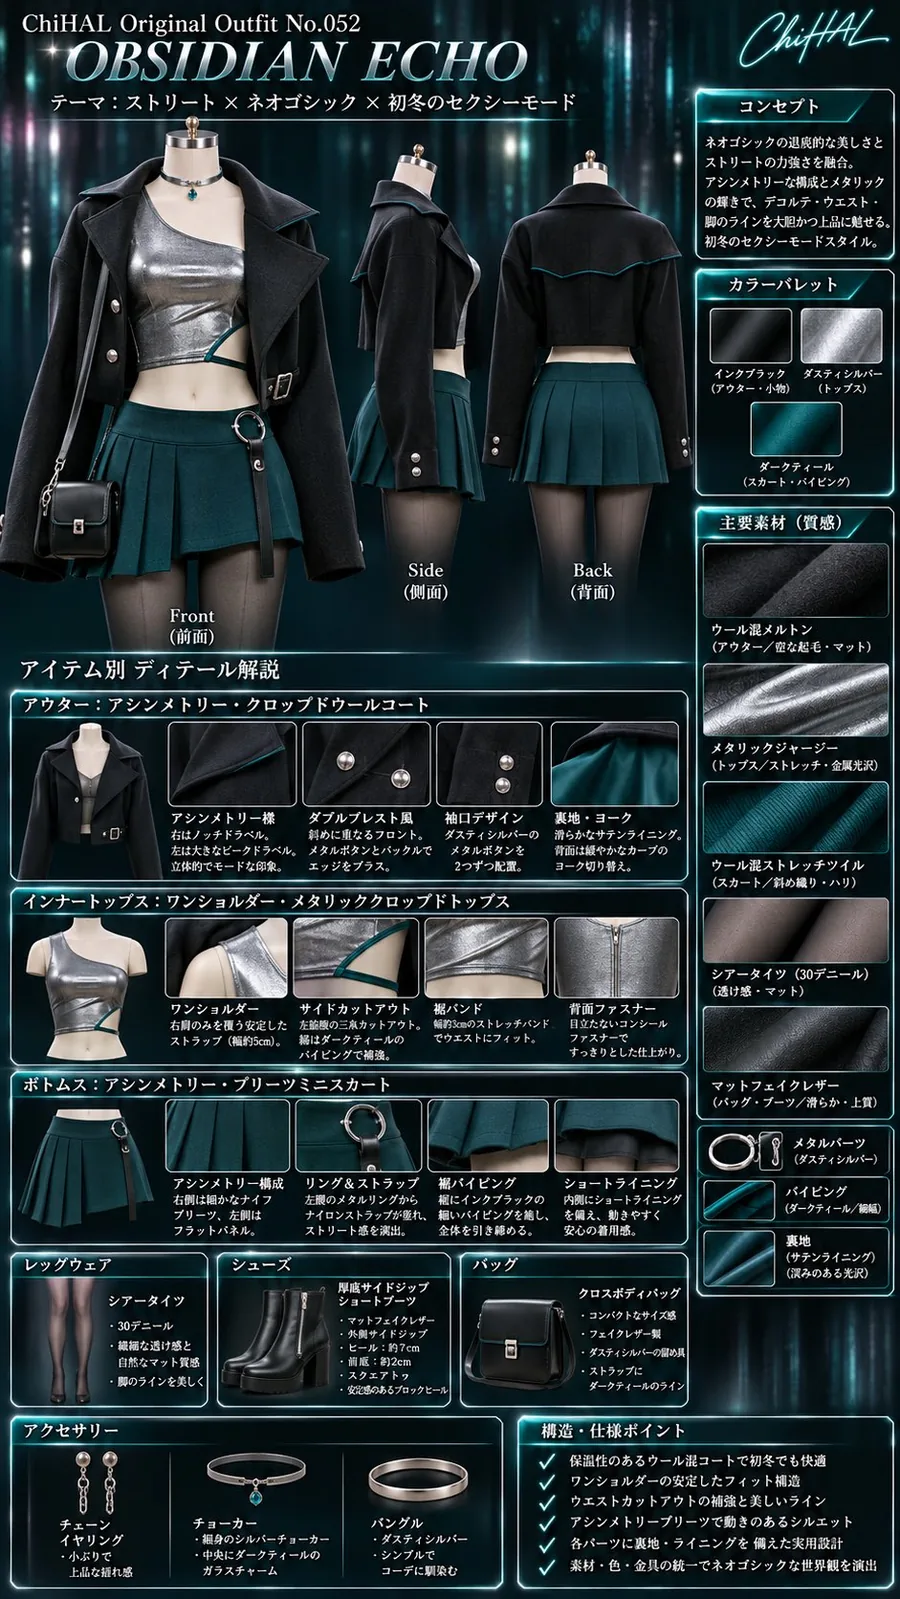 ChiHAL Original Outfit No.052
OBSIDIAN ECHO
テーマ：ストリート × ネオゴシック × 初冬のセクシーモード
ChiHAL
コンセプト
ネオゴシックの退廃的な美しさと
ストリートの力強さを融合。
アシンメトリーな構成とメタリック
の輝きで、デコルテ・ウエスト・
脚のラインを大胆かつ上品に魅せる。
初冬のセクシーモードスタイル。
カラーパレット
インクブラック
（アウター・小物）
ダスティシルバー
（トップス）
ダークティール
（スカート・パイピング）
Front
（前面）
Side
（側面）
Back
（背面）
主要素材（質感）
ウール混メルトン
（アウター／密な起毛・マット）
メタリックジャージー
（トップス／ストレッチ・金属光沢）
ウール混ストレッチツイル
（スカート／斜め織り・ハリ）
シアータイツ（30デニール）
（透け感・マット）
マットフェイクレザー
（バッグ・ブーツ／滑らか・上質）
メタルパーツ
（ダスティシルバー）
パイピング
（ダークティール／細幅）
裏地
（サテンライニング）
（深みのある光沢）
アイテム別 ディテール解説
アウター：アシンメトリー・クロップドウールコート
アシンメトリー様
右はノッチドラペル。
左は大きなピークドラペル。
立体的でモードな印象。
ダブルブレスト風
斜めに重なるフロント。
メタルボタンとバックルで
エッジをプラス。
袖口デザイン
ダスティシルバーの
メタルボタンを
2つずつ配置。
裏地・ヨーク
滑らかなサテンライニング。
背面は緩やかなカーブの
ヨーク切り替え。
インナートップス：ワンショルダー・メタリッククロップドトップス
ワンショルダー
右肩のみを覆う安定した
ストラップ（幅約5cm）。
サイドカットアウト
カットアウト。
ダークティールの
パイピングで補強。
裾バンド
幅約3cmのストレッチバンド
でウエストにフィット。
背面ファスナー
目立たないコンシール
ファスナーで
すっきりとした仕上がり。
ボトムス：アシンメトリー・プリーツミニスカート
アシンメトリー構成
右側は細かなナイフ
プリーツ、左側は
フラットパネル。
リング＆ストラップ
左腰のメタルリングから
ナイロンストラップが垂れ、
ストリート感を演出。
裾パイピング
裾にインクブラックの
細いパイピングを施し、
全体を引き締める。
ショートライニング
内側にショートライニング
を備え、動きやすく
安心の着用感。
レッグウェア
シアータイツ
・30デニール
・繊細な透け感と
自然なマット質感
・脚のラインを美しく
シューズ
厚底サイドジップ
ショートブーツ
・マットフェイクレザー
・外側サイドジップ
・ヒール：約7cm
・前底：約2cm
・スクエアトゥ
・安定感のあるブロックヒール
バッグ
クロスボディバッグ
・コンパクトなサイズ感
・フェイクレザー製
・ダスティシルバーの留め具
・ストラップに
ダークティールのライン
アクセサリー
チェーン
イヤリング
・小ぶりで
上品な揺れ感
チョーカー
・細身のシルバーチョーカー
・中央にダークティールの
ガラスチャーム
バングル
・ダスティシルバー
・シンプルで
コーデに馴染む
構造・仕様ポイント
保温性のあるウール混コートで初冬でも快適
ワンショルダーの安定したフィット構造
ウエストカットアウトの補強と美しいライン
アシンメトリープリーツで動きのあるシルエット
各パーツに裏地・ライニングを 備えた実用設計
素材・色・金具の統一でネオゴシックな世界観を演出